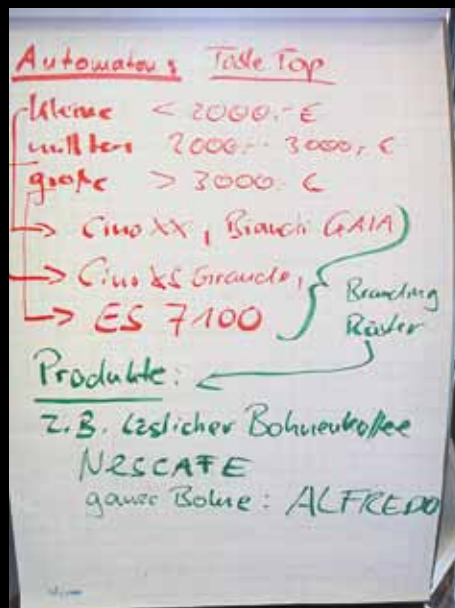 Automaten: Table Top
kleine < 2000.- €
mittlere 2000.- - 3000,- €
große > 3000.- €
→ Cino XX, Bianchi GAIA
→ Cino XS Grande,
→ ES 7100
Branding
Röster
Produkte:
z.B. löslicher Bohnenkaffee
NESCAFE
ganze Bohne: ALFREDO